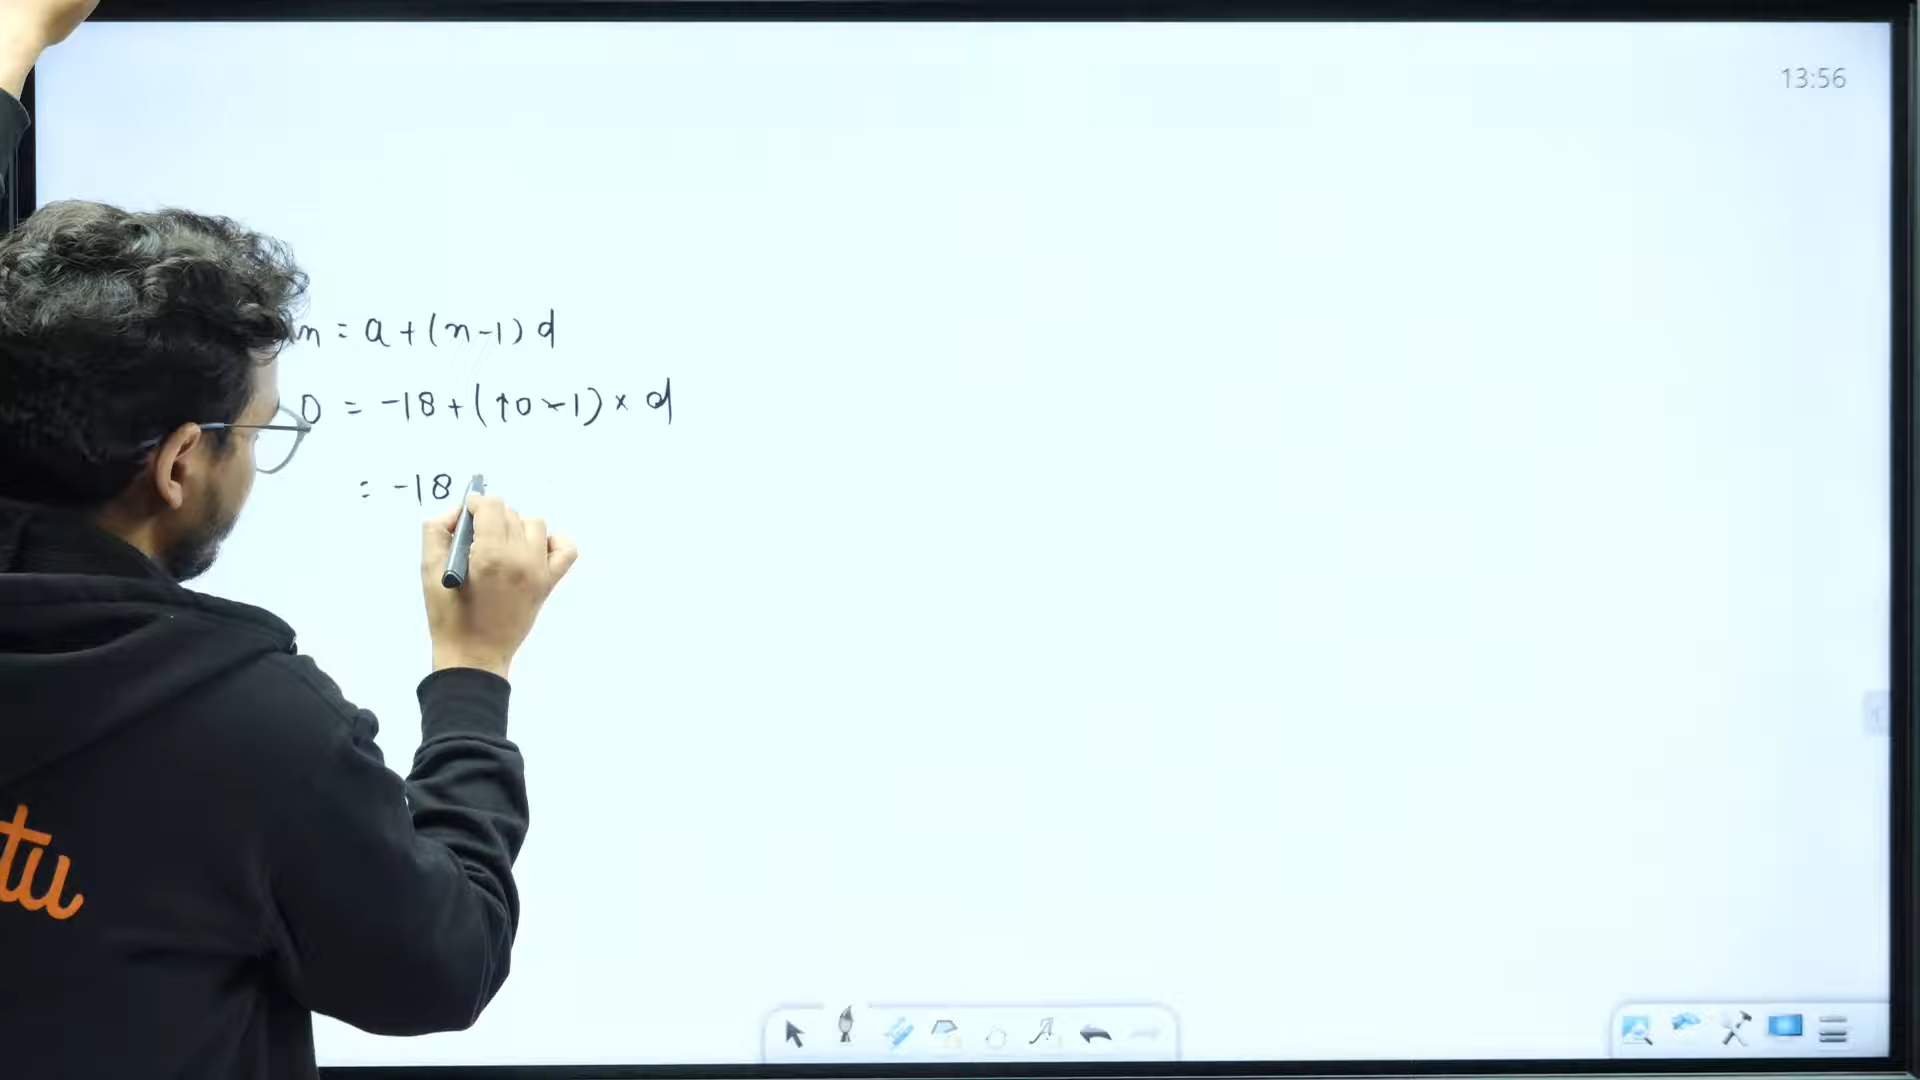 13:56
n = a + (n-1) d
0 = -18 + (10-1) × d
= -18
tu